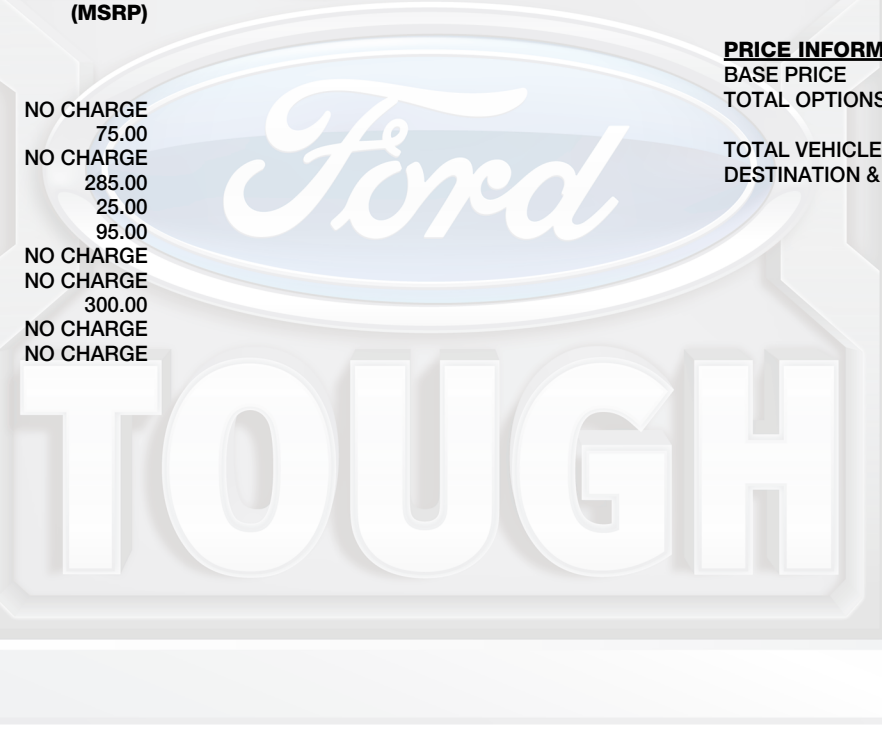 (MSRP)
NO CHARGE
75.00
NO CHARGE
285.00
25.00
95.00
NO CHARGE
NO CHARGE
300.00
NO CHARGE
NO CHARGE
PRICE INFORM
BASE PRICE
TOTAL OPTIONS
TOTAL VEHICLE
DESTINATION &
Ford
TOUGH